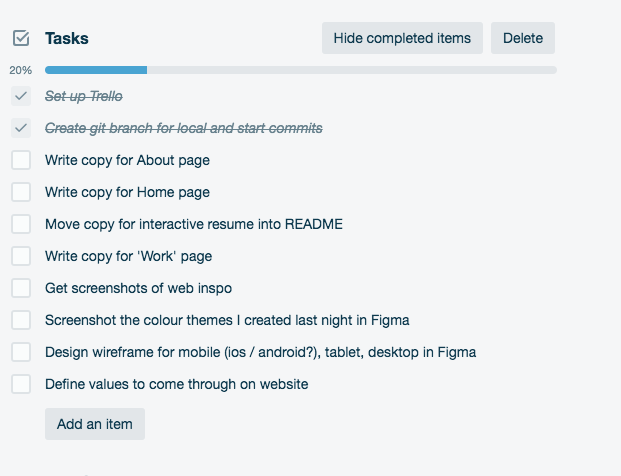 Tasks
Hide completed items
Delete
20%
Set up Trello
Create git branch for local and start commits
Write copy for About page
Write copy for Home page
Move copy for interactive resume into README
Write copy for 'Work' page
Get screenshots of web inspo
Screenshot the colour themes I created last night in Figma
Design wireframe for mobile (ios / android?), tablet, desktop in Figma
Define values to come through on website
Add an item